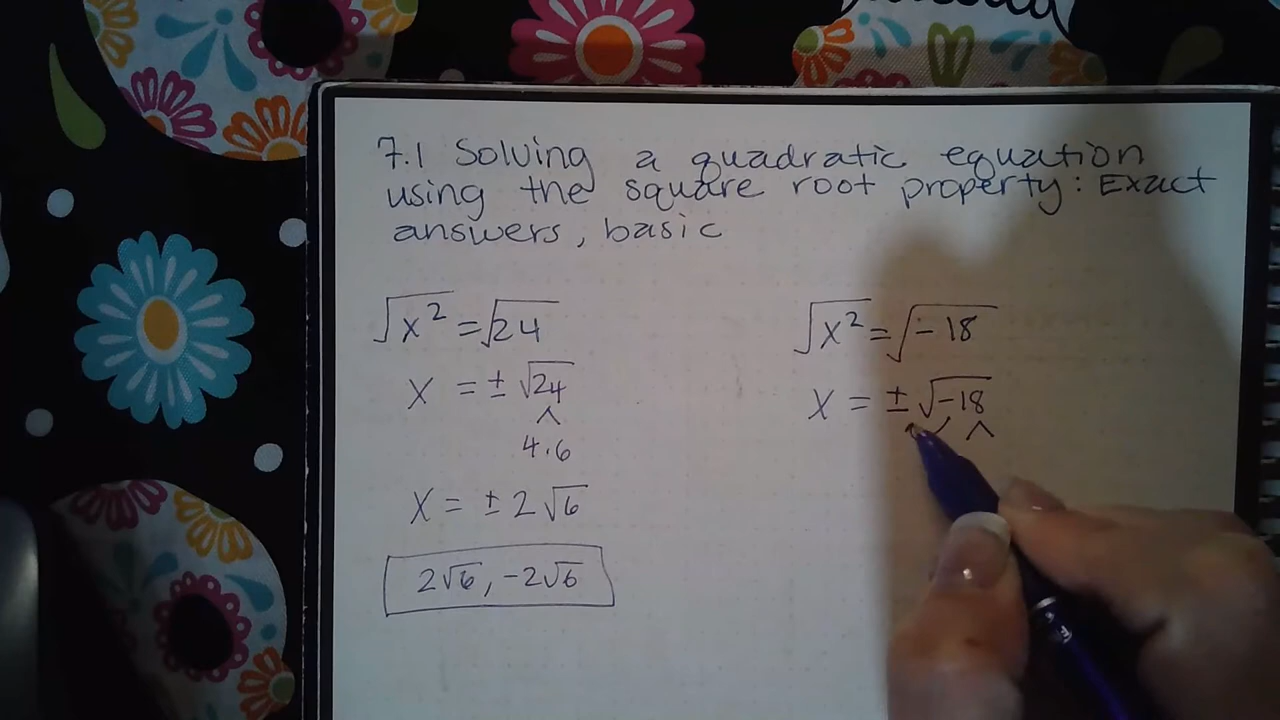 7.1 Solving a quadratic equation
using the square root property: Exact
answers, basic
√x² = √24
x = ± √24
4·6
x = ± 2√6
2√6, -2√6
√x² = √-18
x = ± √-18